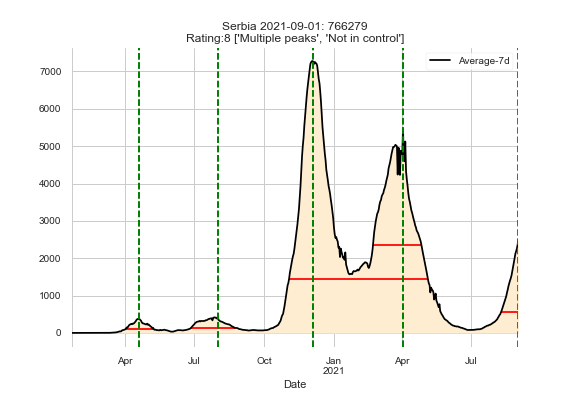 Serbia 2021-09-01: 766279
Rating:8 ['Multiple peaks', 'Not in control']
Average-7d
7000
6000
5000
4000
3000
2000
1000
0
Apr Jul Oct Jan Apr Jul
2021
Date